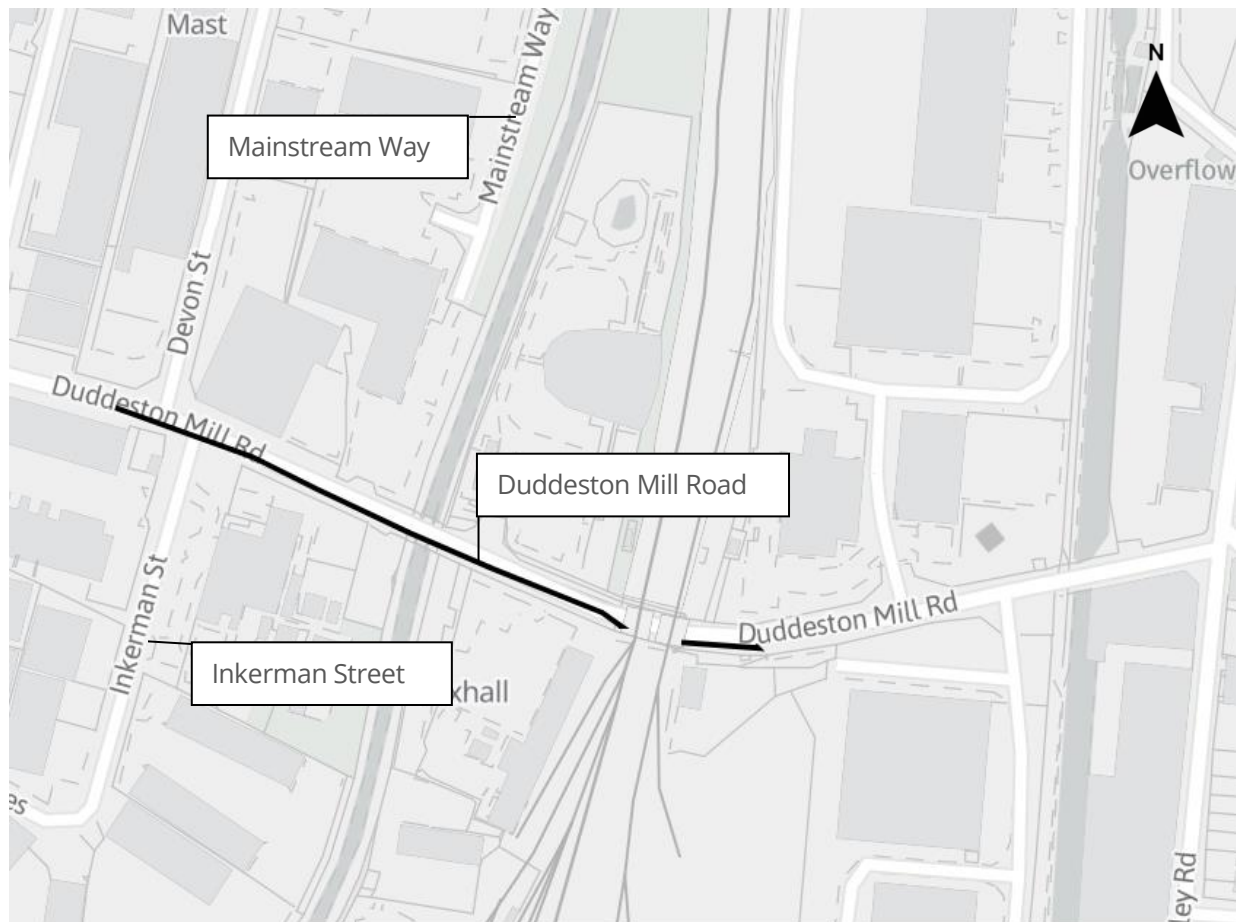 Mast
Mainstream Way
Mainstream Way
N
Overflow
Devon St
Duddeston Mill Rd
Duddeston Mill Road
Duddeston Mill Rd
Inkerman St
Inkerman Street
xhall
es
ley Rd